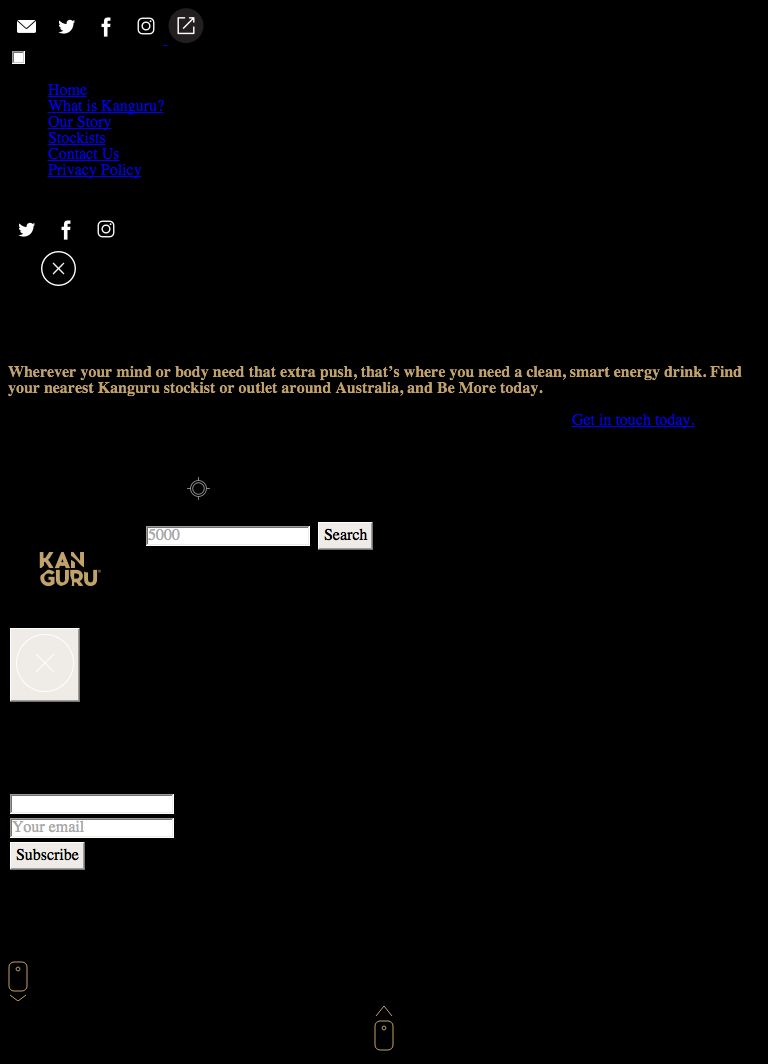 Home
What is Kanguru?
Our Story
Stockists
Contact Us
Privacy Policy
Wherever your mind or body need that extra push, that’s where you need a clean, smart energy drink. Find
your nearest Kanguru stockist or outlet around Australia, and Be More today.
Get in touch today.
5000
Search
KAN
GURU
Your email
Subscribe